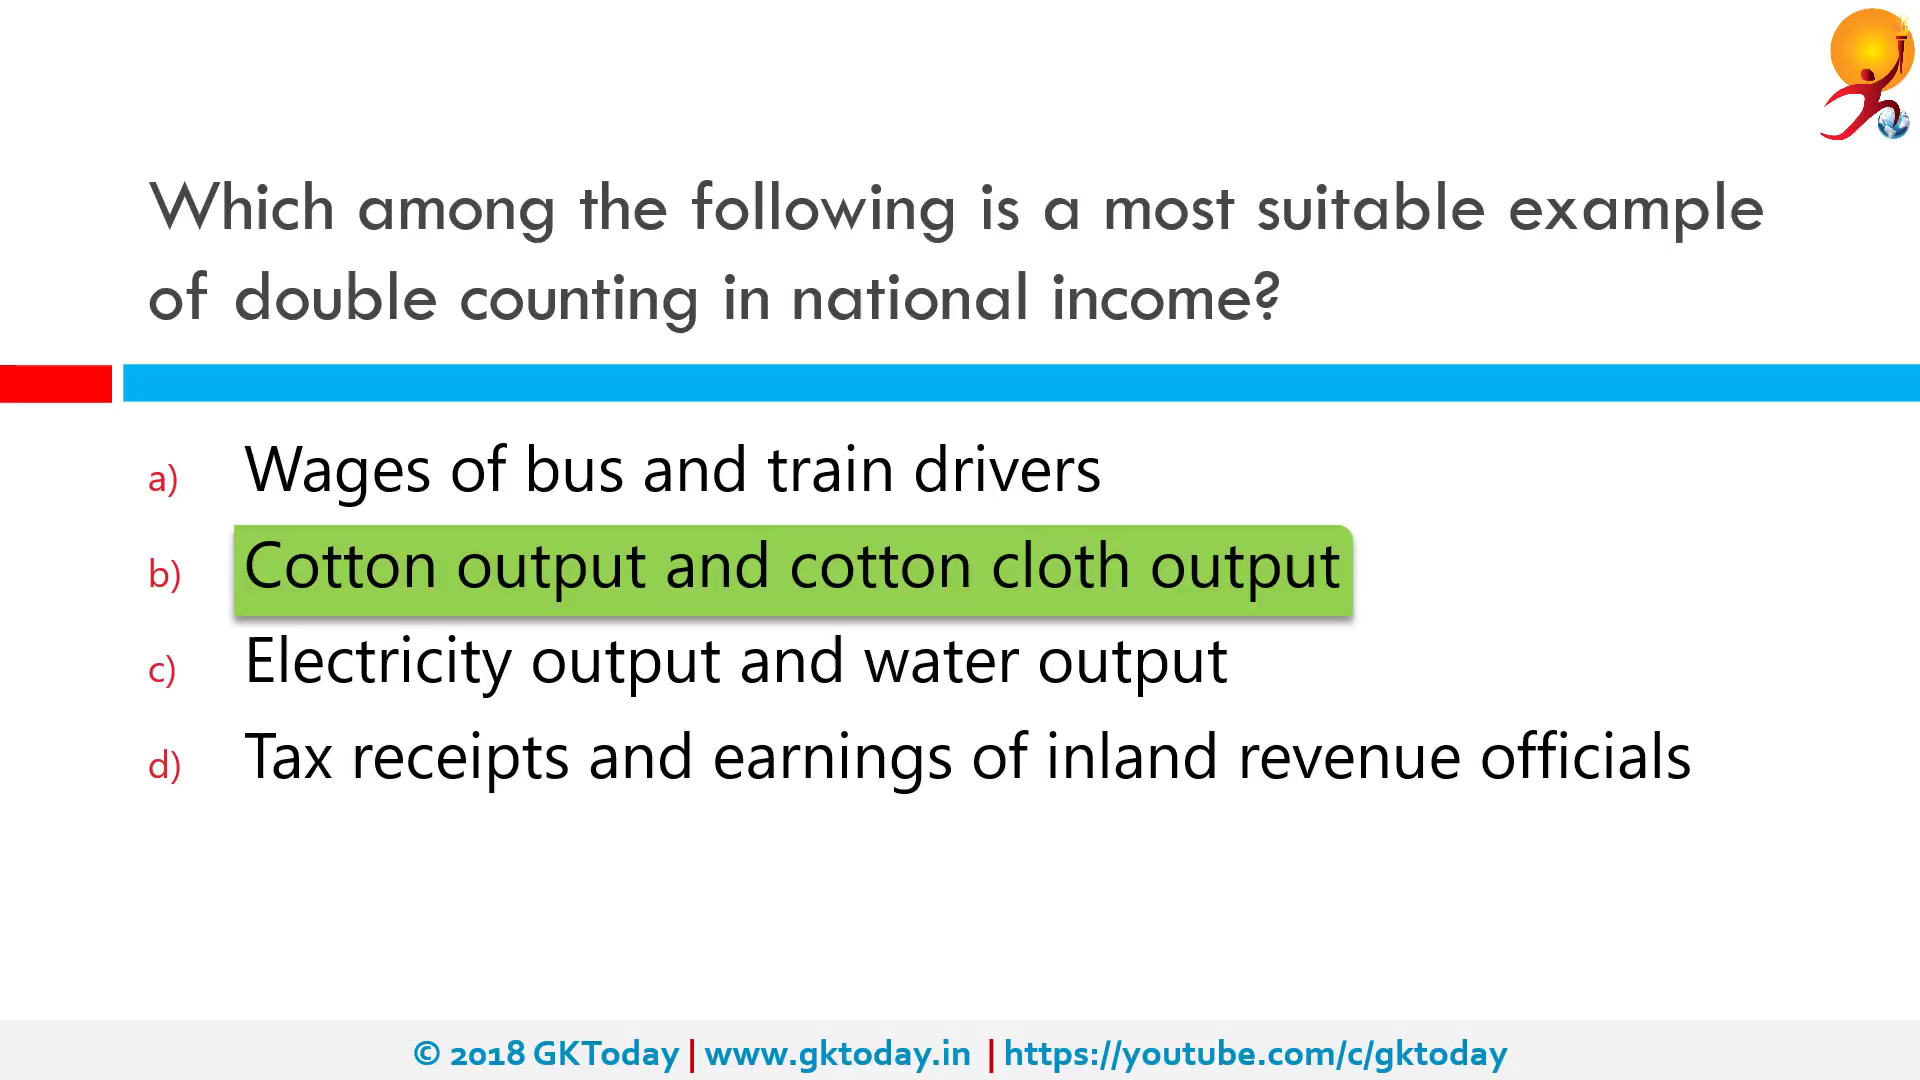 Which among the following is a most suitable example
of double counting in national income?
a) Wages of bus and train drivers
b) Cotton output and cotton cloth output
c) Electricity output and water output
d) Tax receipts and earnings of inland revenue officials
© 2018 GKToday | www.gktoday.in | https://youtube.com/c/gktoday